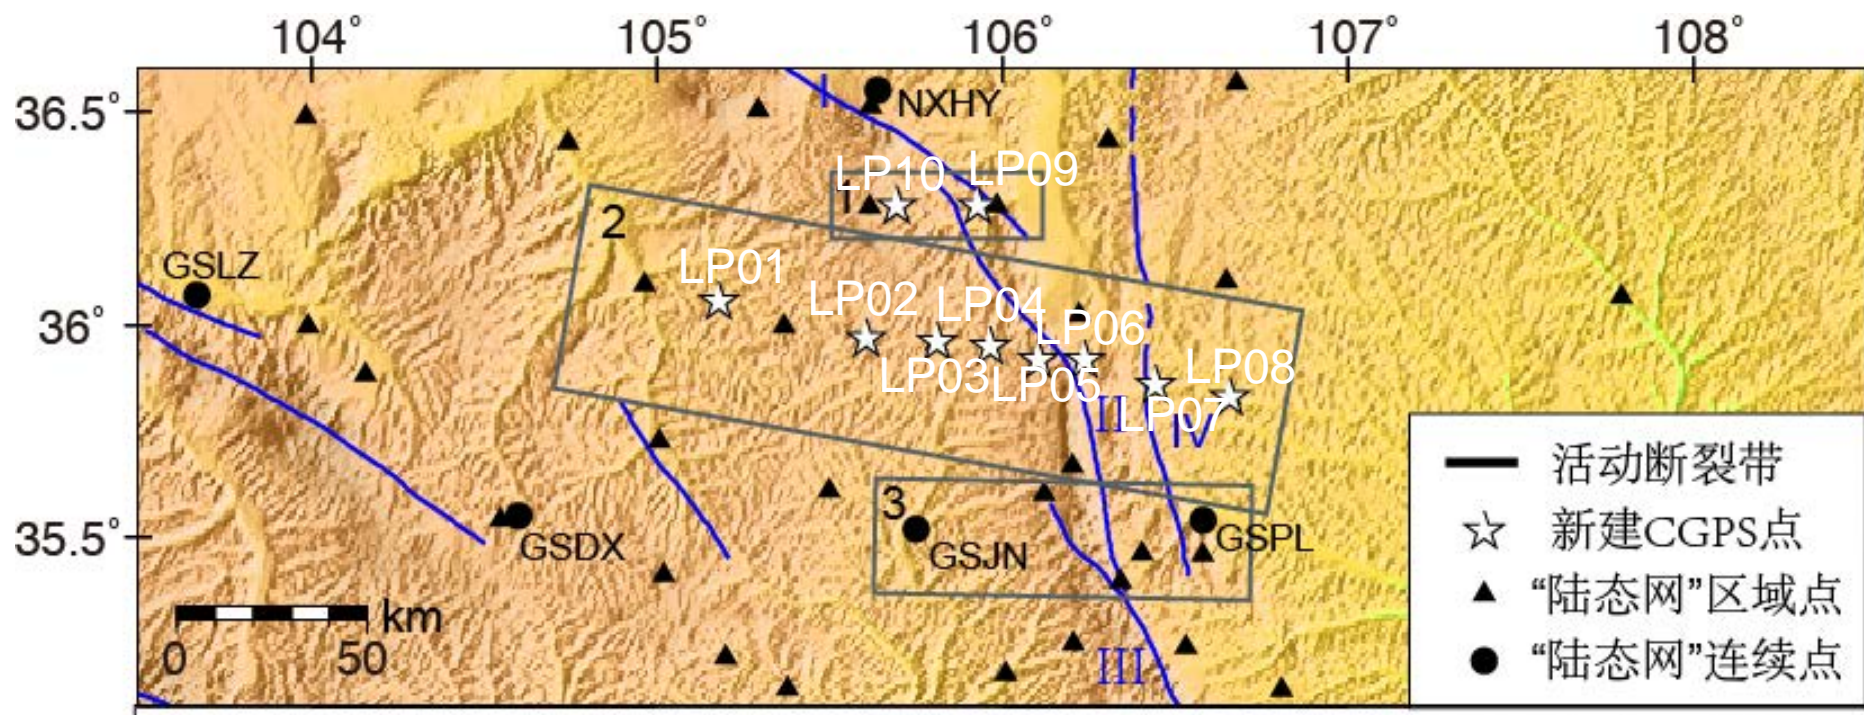 104° 105° 106° 107° 108°
36.5°
NXHY
I
LP10 LP09
1
2
GSLZ
LP01
LP02 LP04
36°
LP06
LP03 LP05 LP08
II LP07 IV
活动断裂带
3
新建CGPS点
35.5°
GSDX GSJN GSPL
“陆态网”区域点
km
0 50
III
“陆态网”连续点